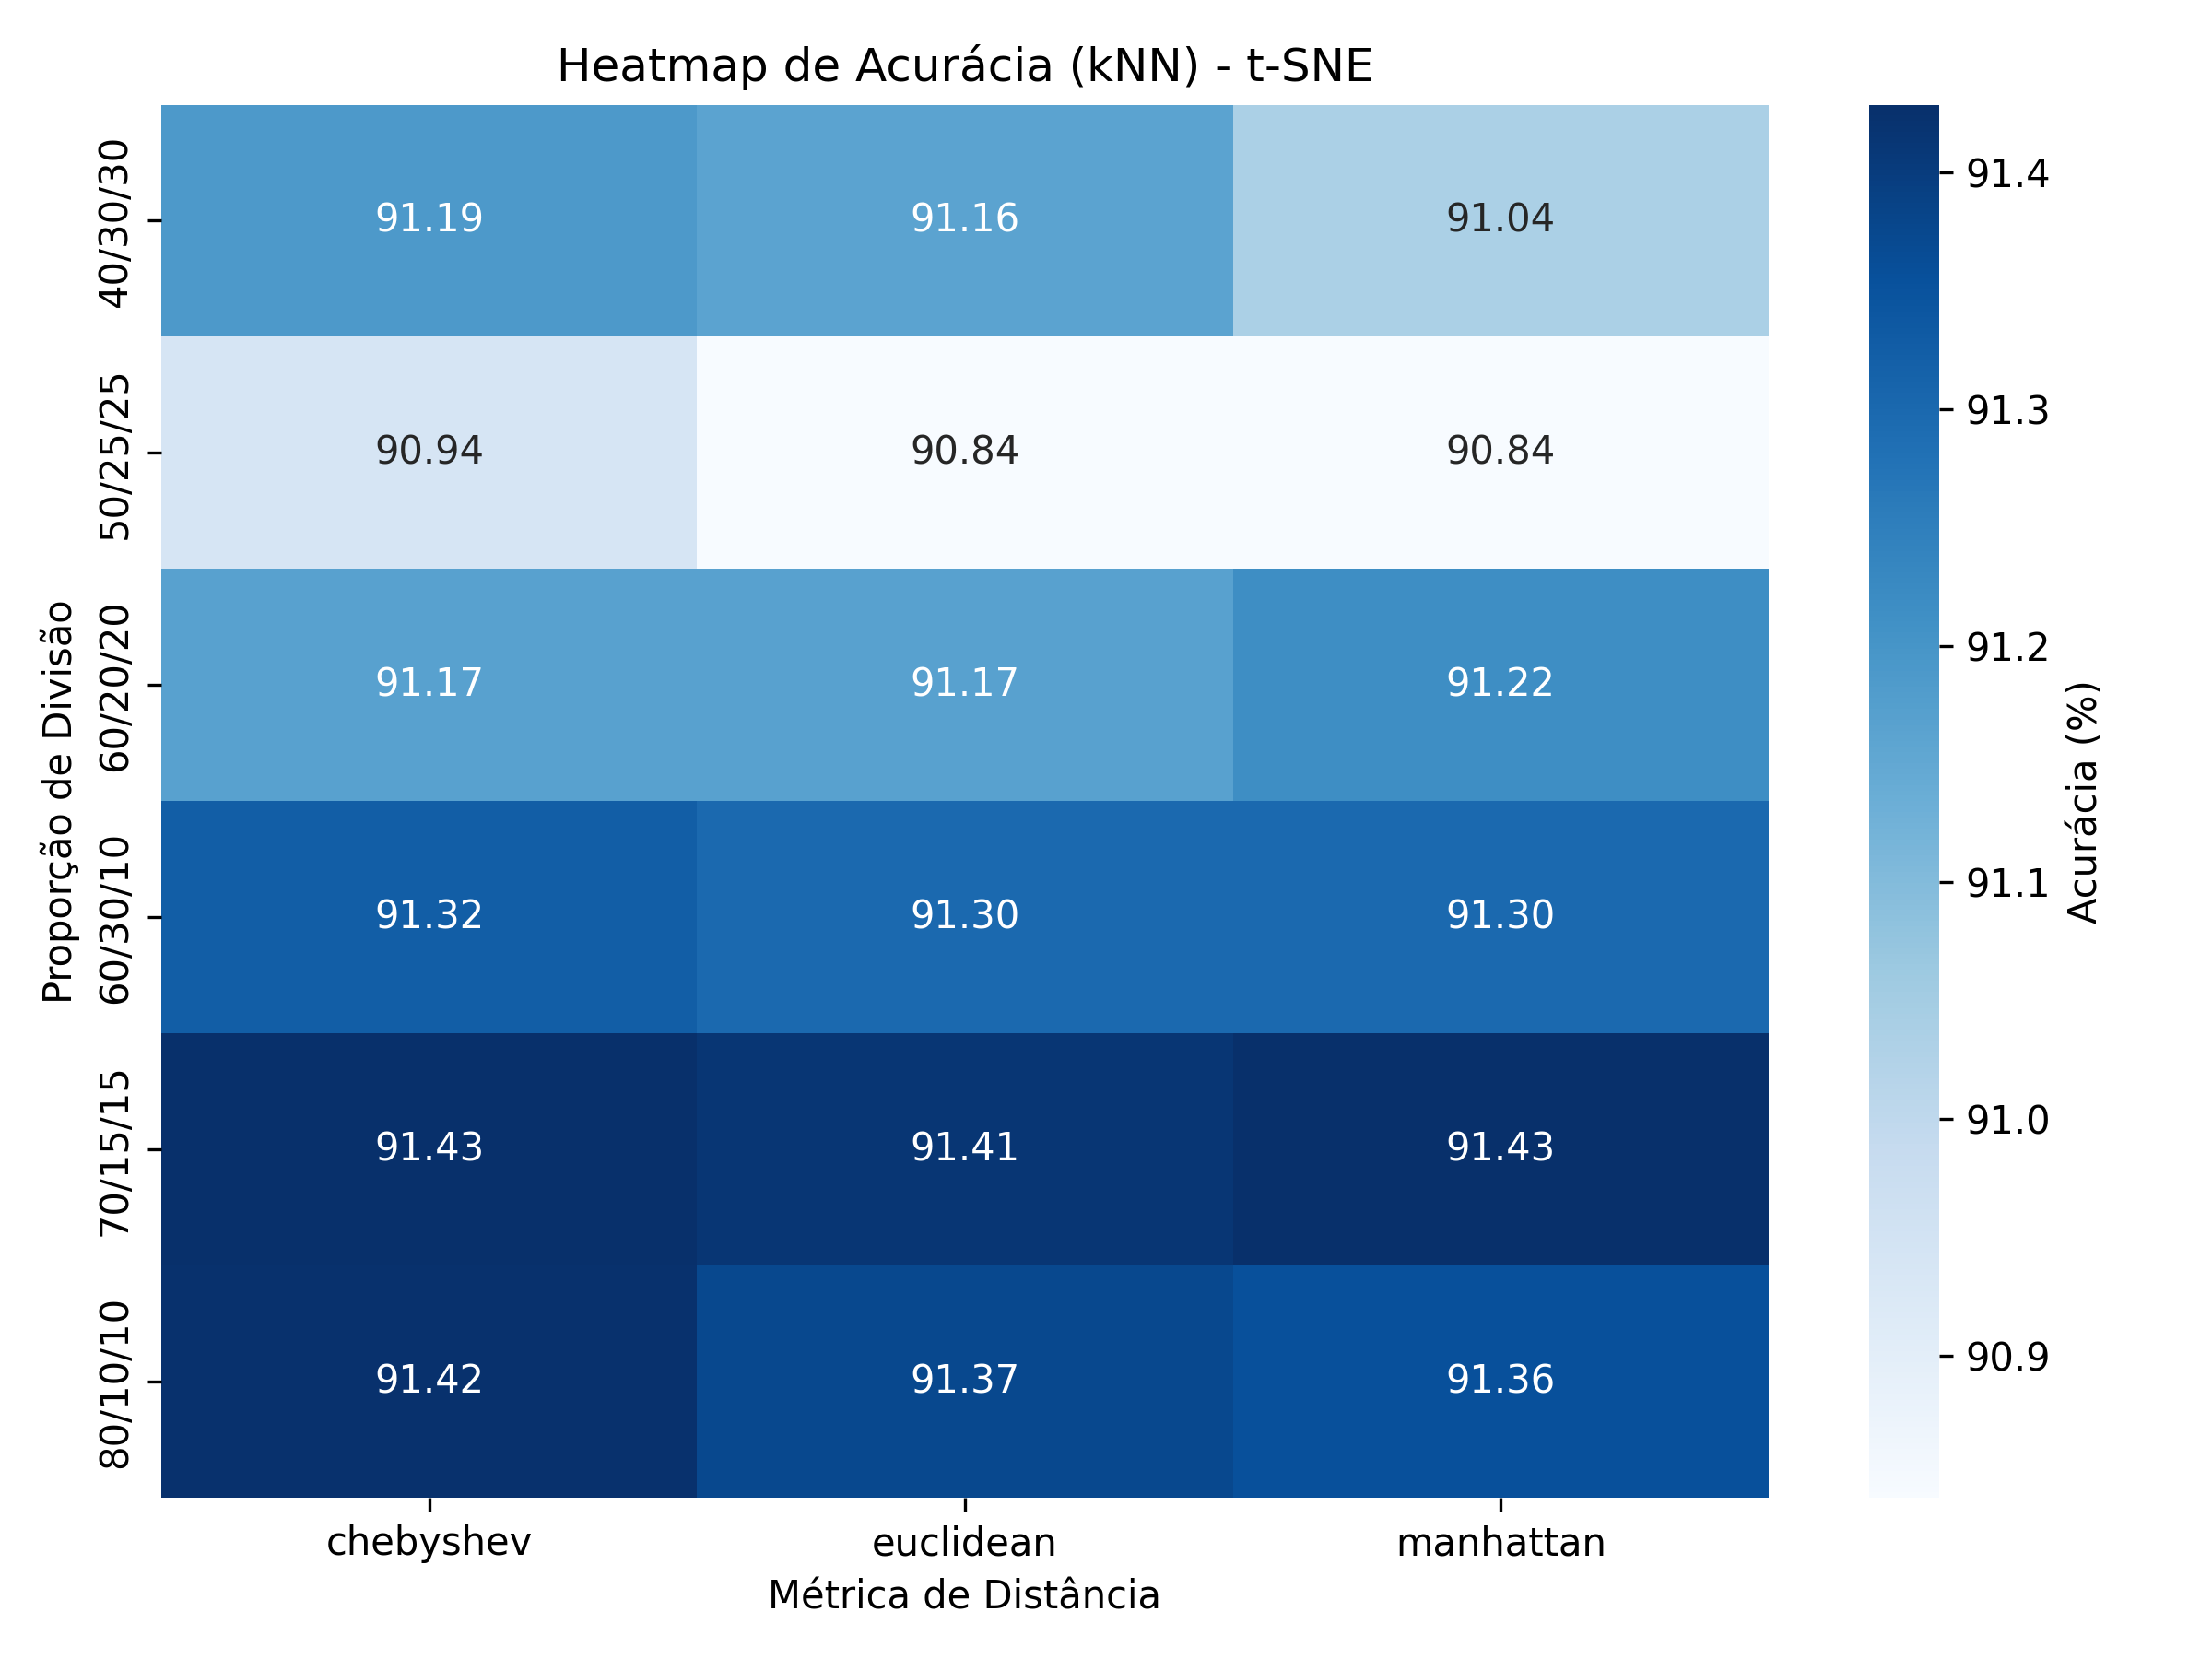 Heatmap de Acurácia (kNN) - t-SNE
Proporção de Divisão
40/30/30
91.19 91.16 91.04
50/25/25
90.94 90.84 90.84
60/20/20
91.17 91.17 91.22
60/30/10
91.32 91.30 91.30
70/15/15
91.43 91.41 91.43
80/10/10
91.42 91.37 91.36
chebyshev euclidean manhattan
Métrica de Distância
91.4
91.3
91.2
91.1
91.0
90.9
Acurácia (%)